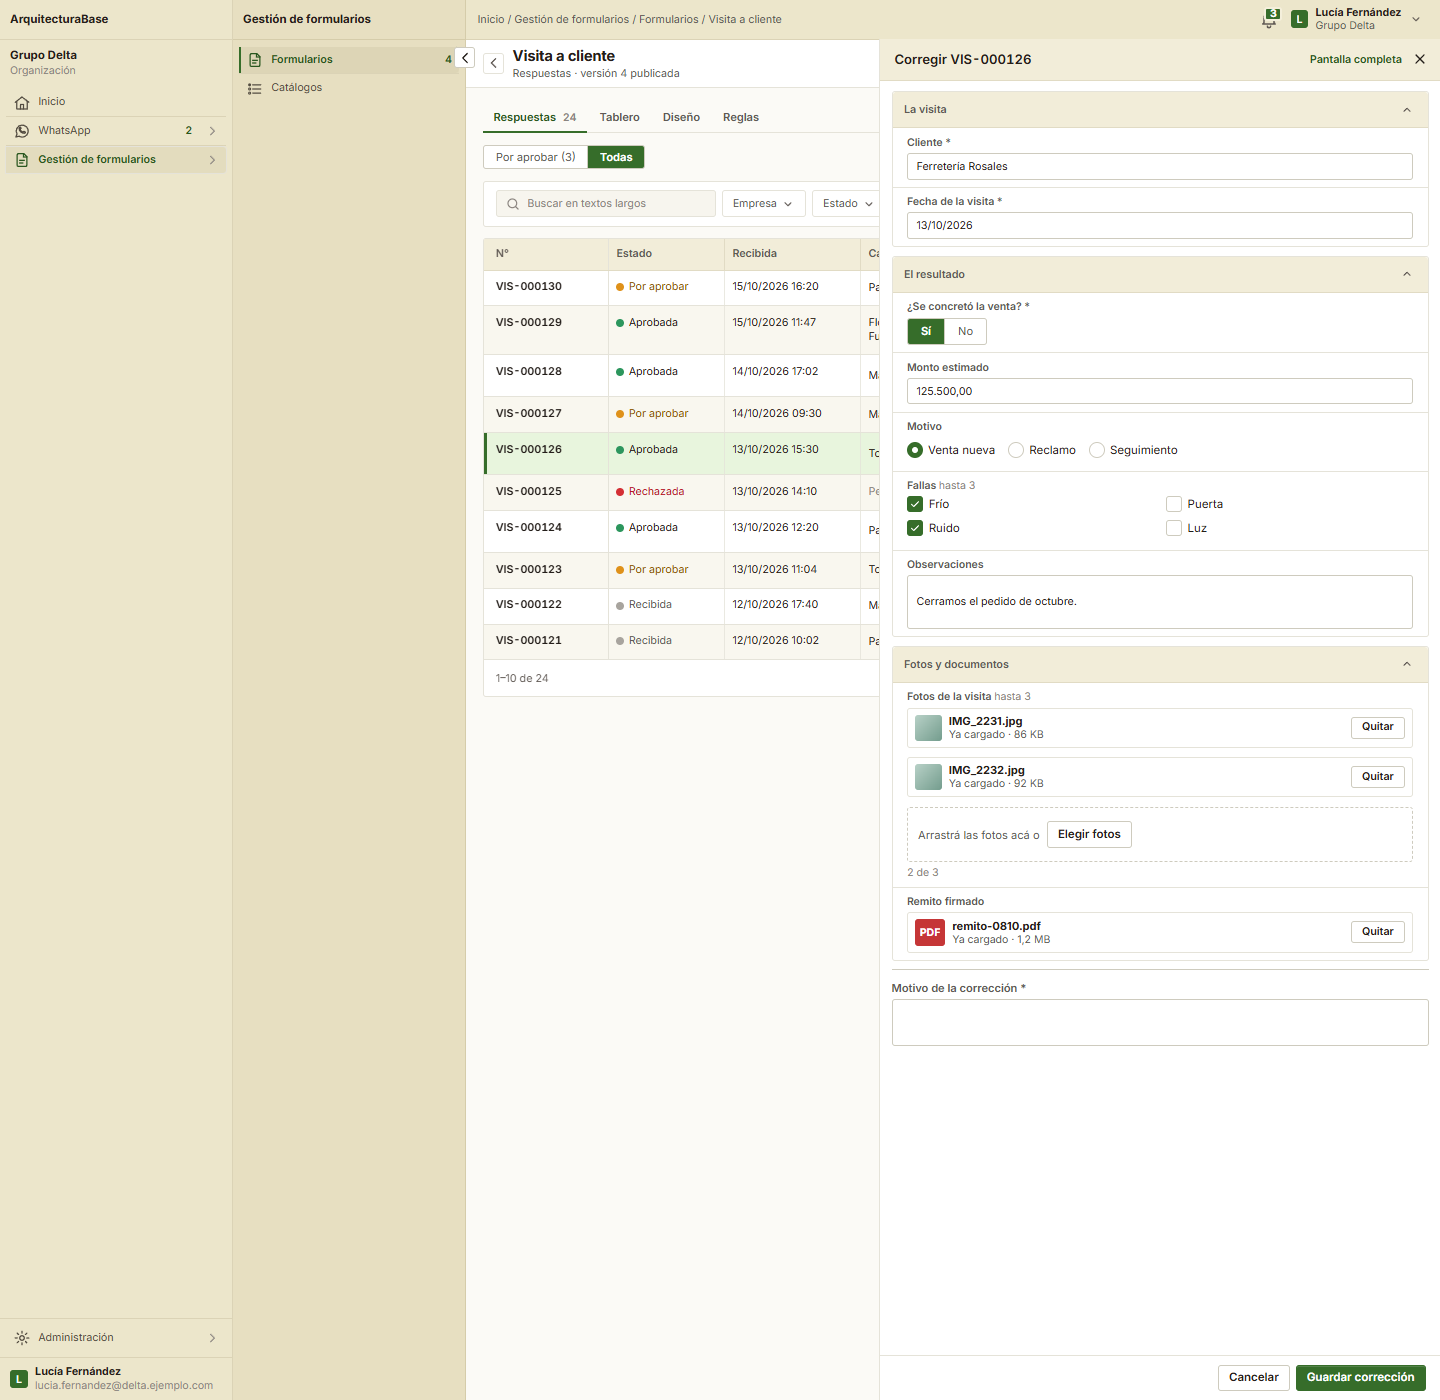 ArquitecturaBase
Grupo Delta
Organización
Inicio
WhatsApp 2
Gestión de formularios
Administración
L Lucía Fernández
lucia.fernandez@delta.ejemplo.com
Gestión de formularios
Formularios 4
Catálogos
Inicio / Gestión de formularios / Formularios / Visita a cliente
3
L Lucía Fernández
Grupo Delta
Visita a cliente
Respuestas · versión 4 publicada
Respuestas 24 Tablero Diseño Reglas
Por aprobar (3) Todas
Buscar en textos largos Empresa Estado
N° Estado Recibida Ca
VIS-000130 Por aprobar 15/10/2026 16:20 Pa
VIS-000129 Aprobada 15/10/2026 11:47 Fl
Fu
VIS-000128 Aprobada 14/10/2026 17:02 Ma
VIS-000127 Por aprobar 14/10/2026 09:30 Ma
VIS-000126 Aprobada 13/10/2026 15:30 To
VIS-000125 Rechazada 13/10/2026 14:10 Pe
VIS-000124 Aprobada 13/10/2026 12:20 Pa
VIS-000123 Por aprobar 13/10/2026 11:04 To
VIS-000122 Recibida 12/10/2026 17:40 Ma
VIS-000121 Recibida 12/10/2026 10:02 Pa
1–10 de 24
Corregir VIS-000126 Pantalla completa
La visita
Cliente *
Ferretería Rosales
Fecha de la visita *
13/10/2026
El resultado
¿Se concretó la venta? *
Sí No
Monto estimado
125.500,00
Motivo
Venta nueva Reclamo Seguimiento
Fallas hasta 3
Frío Puerta
Ruido Luz
Observaciones
Cerramos el pedido de octubre.
Fotos y documentos
Fotos de la visita hasta 3
IMG_2231.jpg
Ya cargado · 86 KB
Quitar
IMG_2232.jpg
Ya cargado · 92 KB
Quitar
Arrastrá las fotos acá o Elegir fotos
2 de 3
Remito firmado
PDF remito-0810.pdf
Ya cargado · 1,2 MB
Quitar
Motivo de la corrección *
Cancelar Guardar corrección